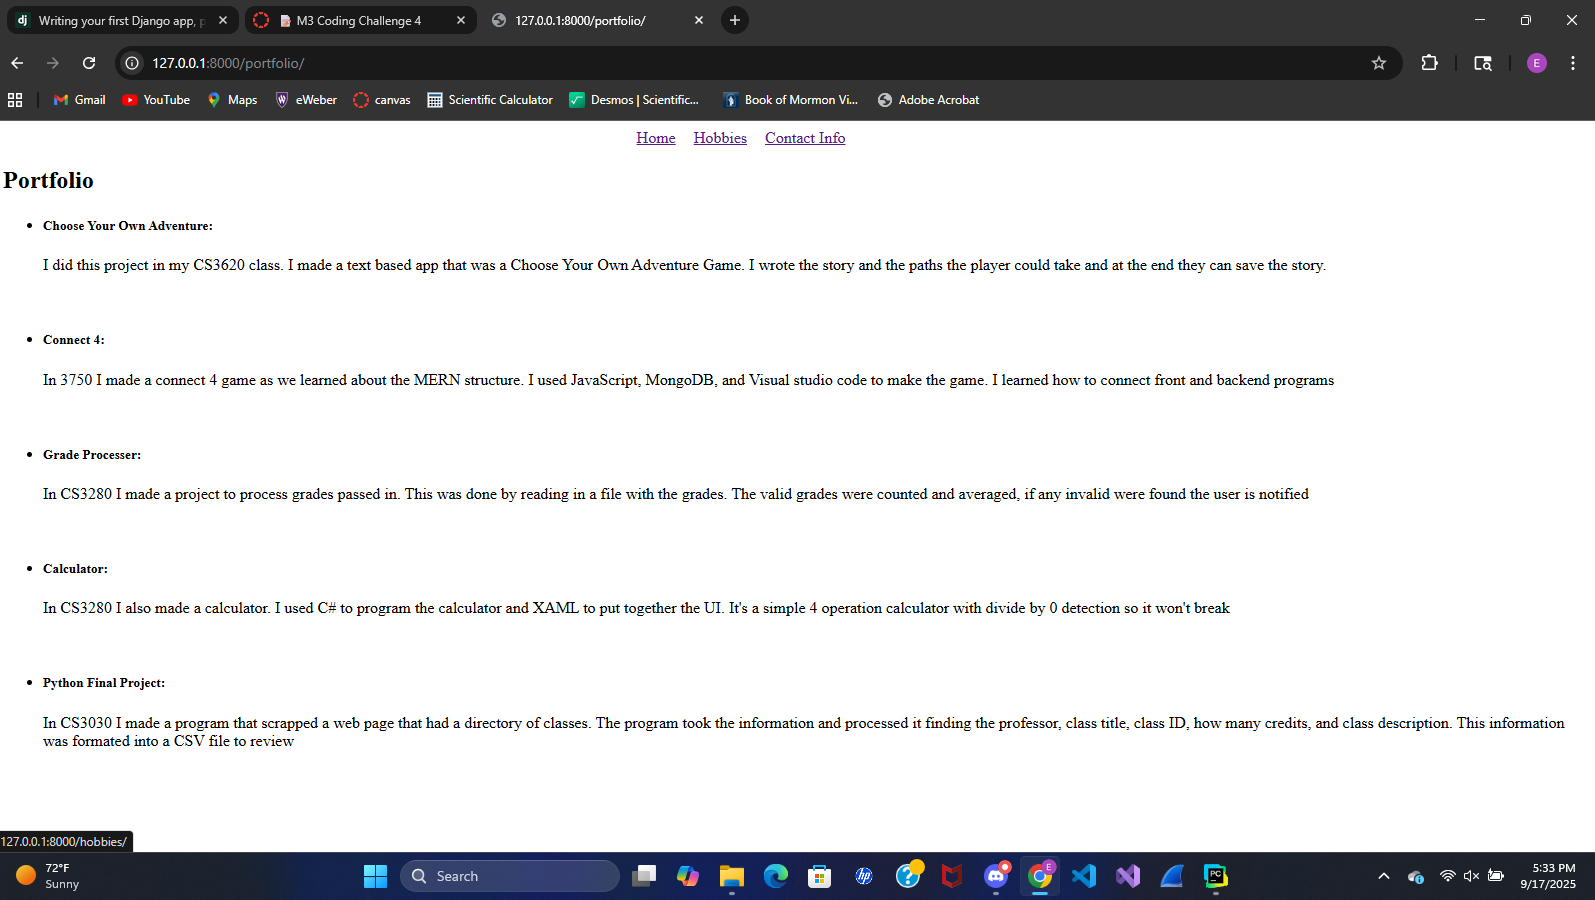 Writing your first Django app, p
M3 Coding Challenge 4
127.0.0.1:8000/portfolio/
127.0.0.1:8000/portfolio/
E
Gmail
YouTube
Maps
eWeber
canvas
Scientific Calculator
Desmos | Scientific...
Book of Mormon Vi...
Adobe Acrobat
Home Hobbies Contact Info
Portfolio
Choose Your Own Adventure:
I did this project in my CS3620 class. I made a text based app that was a Choose Your Own Adventure Game. I wrote the story and the paths the player could take and at the end they can save the story.
Connect 4:
In 3750 I made a connect 4 game as we learned about the MERN structure. I used JavaScript, MongoDB, and Visual studio code to make the game. I learned how to connect front and backend programs
Grade Processer:
In CS3280 I made a project to process grades passed in. This was done by reading in a file with the grades. The valid grades were counted and averaged, if any invalid were found the user is notified
Calculator:
In CS3280 I also made a calculator. I used C# to program the calculator and XAML to put together the UI. It's a simple 4 operation calculator with divide by 0 detection so it won't break
Python Final Project:
In CS3030 I made a program that scrapped a web page that had a directory of classes. The program took the information and processed it finding the professor, class title, class ID, how many credits, and class description. This information
was formated into a CSV file to review
127.0.0.1:8000/hobbies/
72°F
Sunny
Search
5:33 PM
9/17/2025